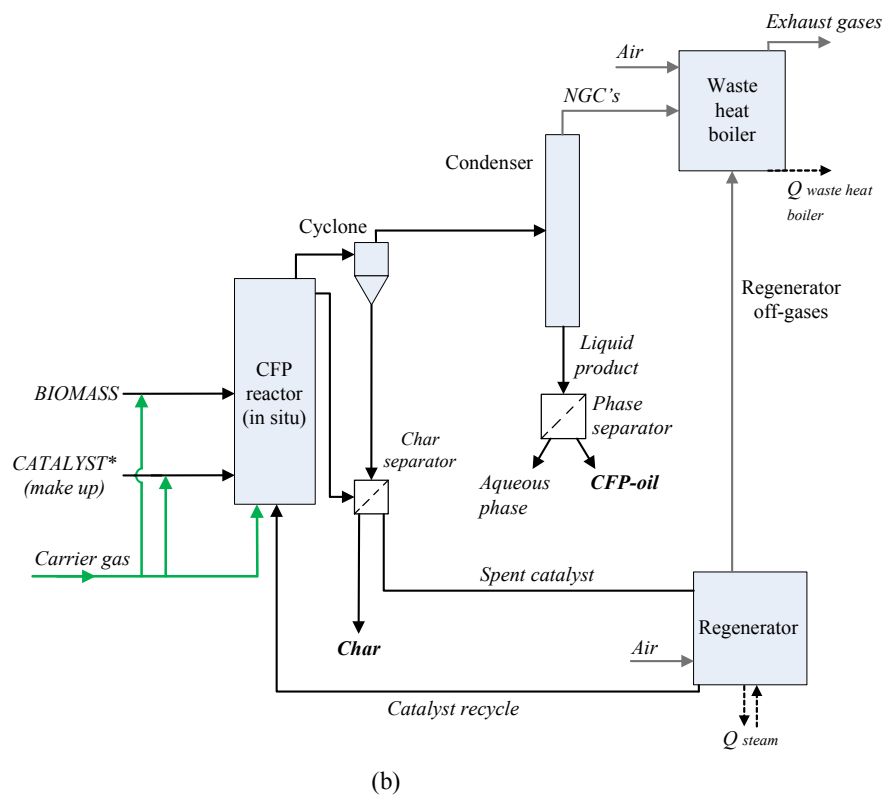 Exhaust gases
Air
Waste
heat
boiler
NGC's
Condenser
Q waste heat
boiler
Cyclone
Regenerator
off-gases
Liquid
product
CFP
reactor
(in situ)
BIOMASS
Phase
separator
Char
separator
CATALYST*
(make up)
Aqueous
phase
CFP-oil
Carrier gas
Spent catalyst
Regenerator
Char
Air
Catalyst recycle
Q steam
(b)